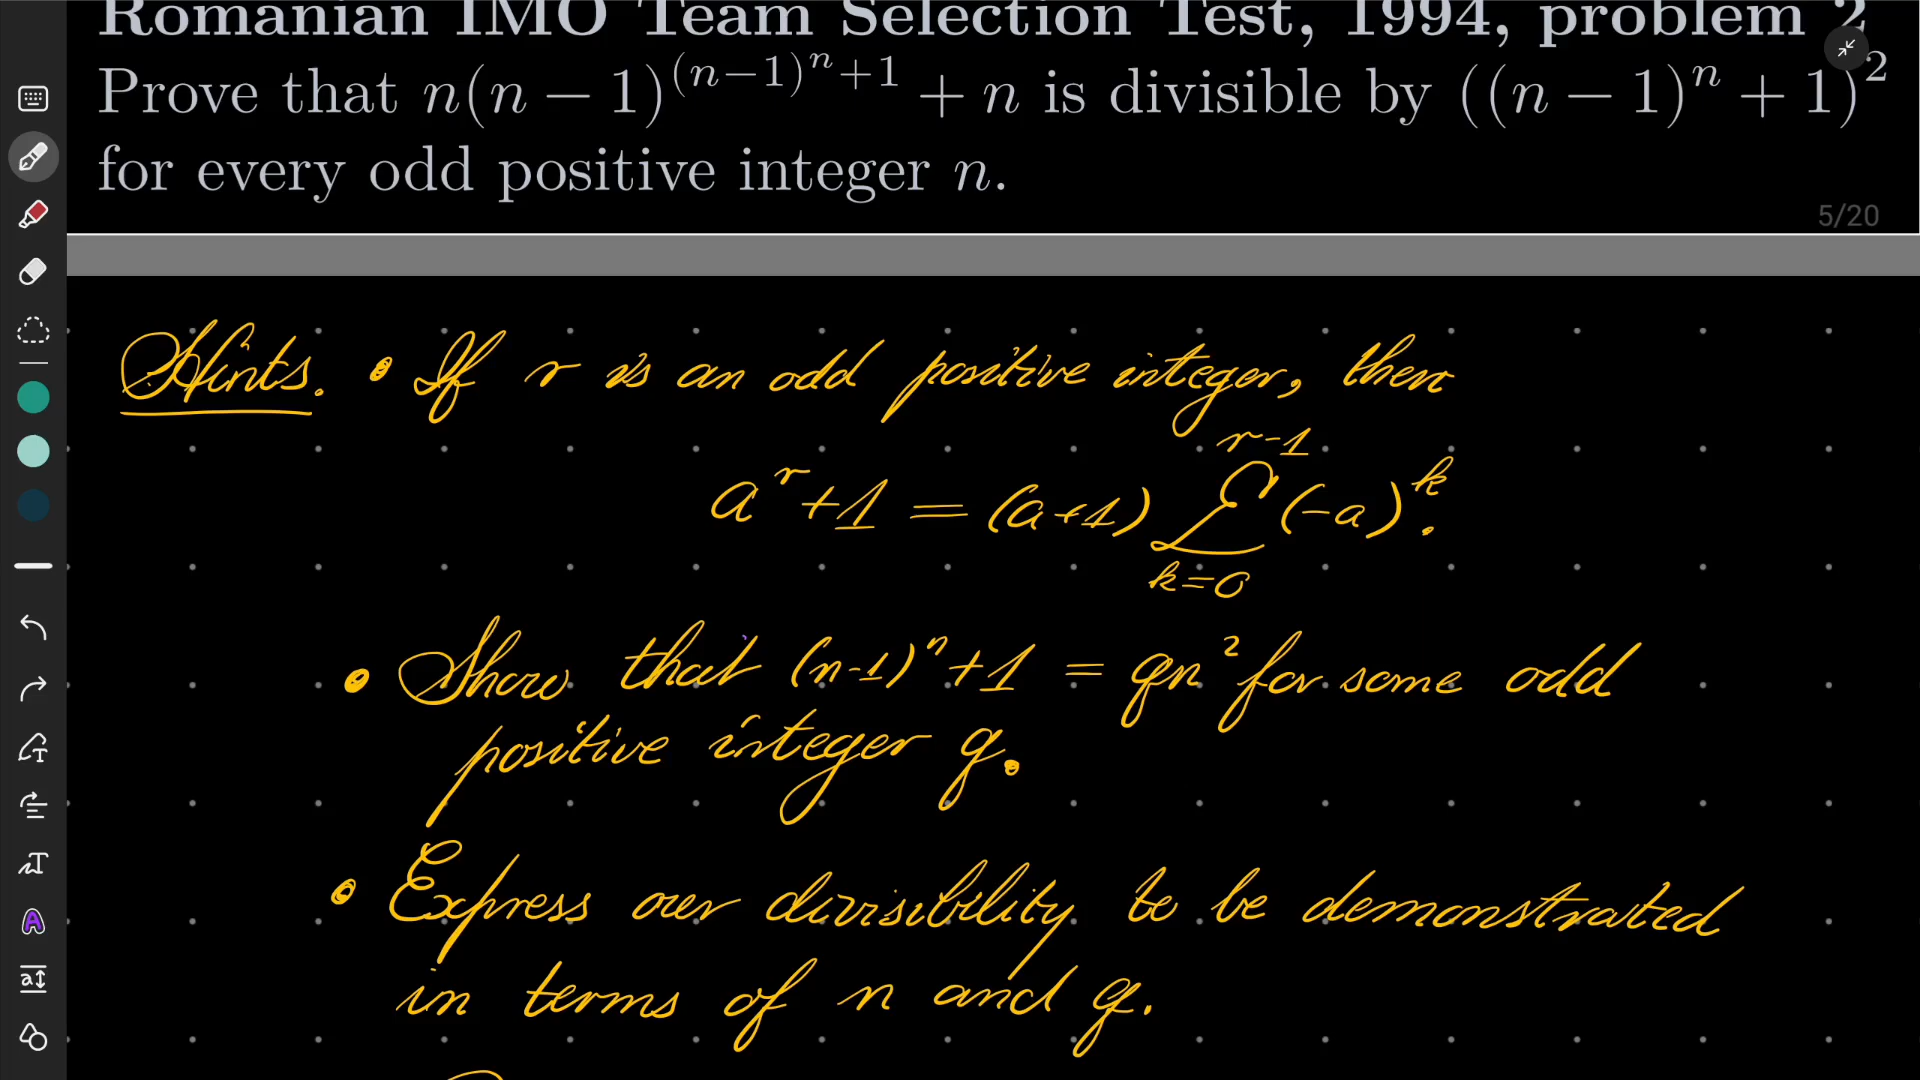 Romanian IMO Team Selection Test, 1994, problem 2
Prove that n(n − 1)^{(n−1)^n+1} + n is divisible by ((n − 1)^n + 1)^2
for every odd positive integer n.
5/20
Hints. • If r is an odd positive integer, then
a^r+1 = (a+1) \sum_{k=0}^{r-1} (-a)^k.
• Show that (n-1)^n+1 = qn^2 for some odd
positive integer q.
• Express our divisibility to be demonstrated
in terms of n and q.